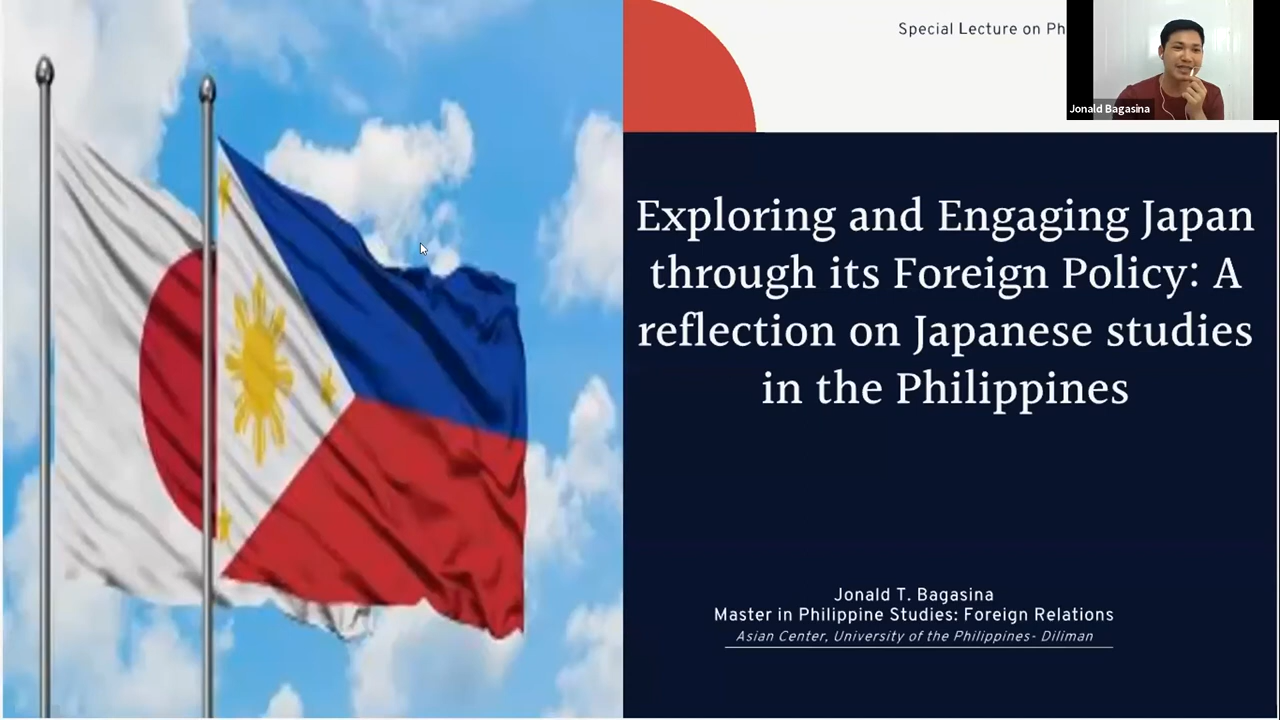 Special Lecture on Ph
Jonald Bagasina
Exploring and Engaging Japan
through its Foreign Policy: A
reflection on Japanese studies
in the Philippines
Jonald T. Bagasina
Master in Philippine Studies: Foreign Relations
Asian Center, University of the Philippines- Diliman